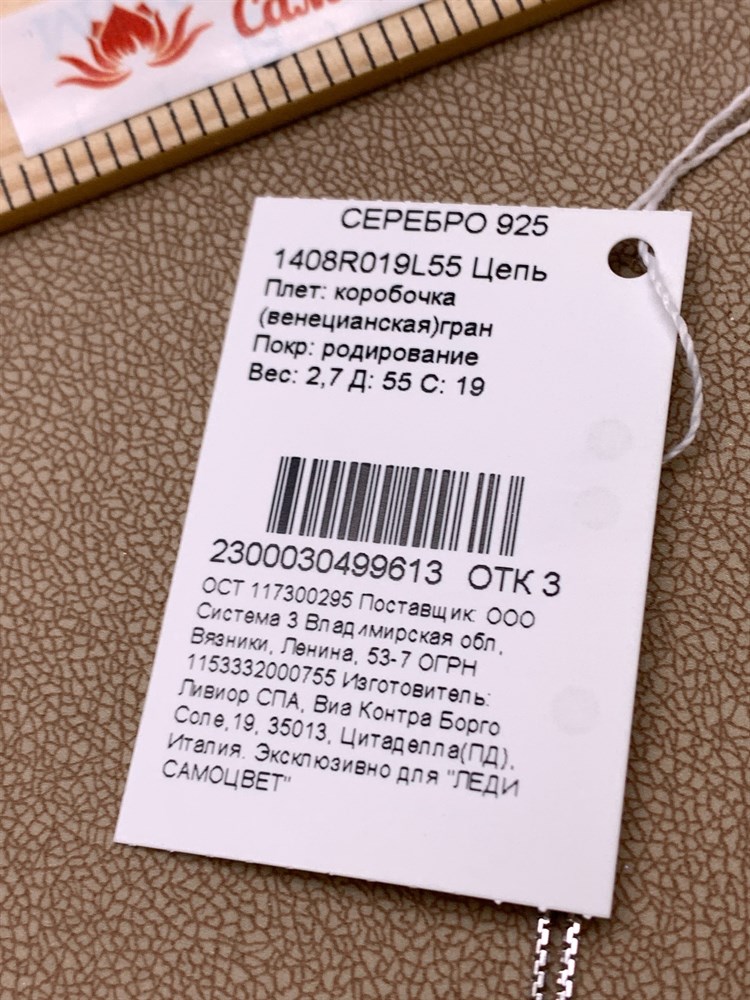 Сам
СЕРЕБРО 925
1408R019L55 Цепь
Плет: коробочка
(венецианская)гран
Покр: родирование
Вес: 2,7 Д: 55 С: 19
2300030499613 ОТК 3
ОСТ 117300295 Поставщик: ООО
Система 3 Владимирская обл,
Вязники, Ленина, 53-7 ОГРН
1153332000755 Изготовитель:
Ливиор СПА, Виа Контра Борго
Соле,19, 35013, Цитаделла(ПД),
Италия. Эксклюзивно для "ЛЕДИ
САМОЦВЕТ"